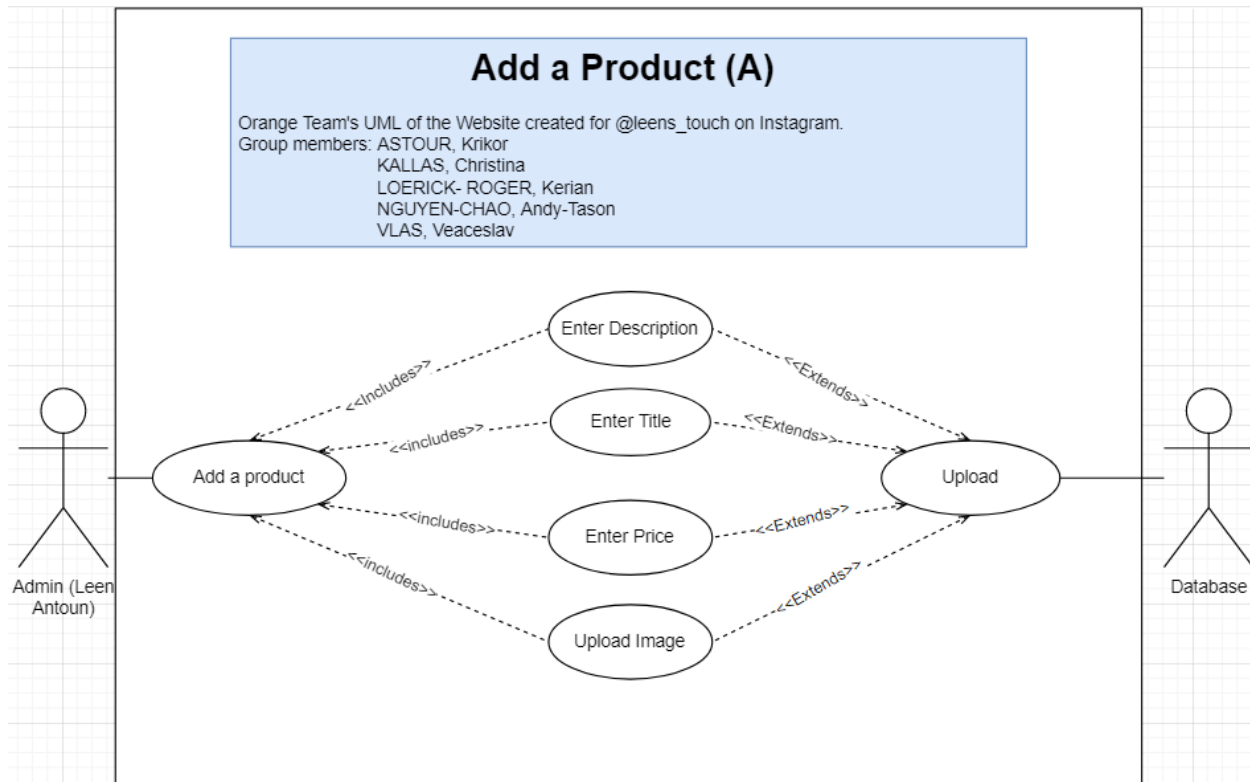 Add a Product (A)
Orange Team's UML of the Website created for @leens_touch on Instagram.
Group members: ASTOUR, Krikor
KALLAS, Christina
LOERICK- ROGER, Kerian
NGUYEN-CHAO, Andy-Tason
VLAS, Veaceslav
Enter Description
<<Includes>>
<<Extends>>
Enter Title
<<includes>>
<<Extends>>
Add a product
Upload
<<includes>>
Enter Price
<<Extends>>
<<includes>>
<<Extends>>
Upload Image
Admin (Leen
Antoun)
Database